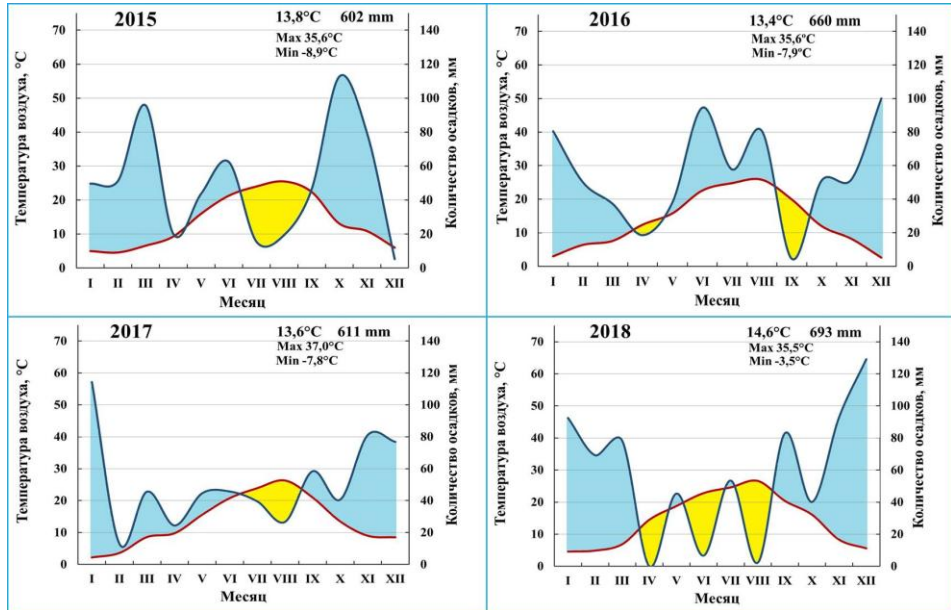 2015
13,8°C 602 mm
Max 35,6°C
Min -8,9°C
Температура воздуха, °C
70
60
50
40
30
20
10
0
140
120
100
80
60
40
20
0
Количество осадков, мм
I II III IV V VI VII VIII IX X XI XII
Месяц
2016
13,4°C 660 mm
Max 35,6°C
Min -7,9°C
Температура воздуха, °C
70
60
50
40
30
20
10
0
140
120
100
80
60
40
20
0
Количество осадков, мм
I II III IV V VI VII VIII IX X XI XII
Месяц
2017
13,6°C 611 mm
Max 37,0°C
Min -7,8°C
Температура воздуха, °C
70
60
50
40
30
20
10
0
140
120
100
80
60
40
20
0
Количество осадков, мм
I II III IV V VI VII VIII IX X XI XII
Месяц
2018
14,6°C 693 mm
Max 35,5°C
Min -3,5°C
Температура воздуха, °C
70
60
50
40
30
20
10
0
140
120
100
80
60
40
20
0
Количество осадков, мм
I II III IV V VI VII VIII IX X XI XII
Месяц